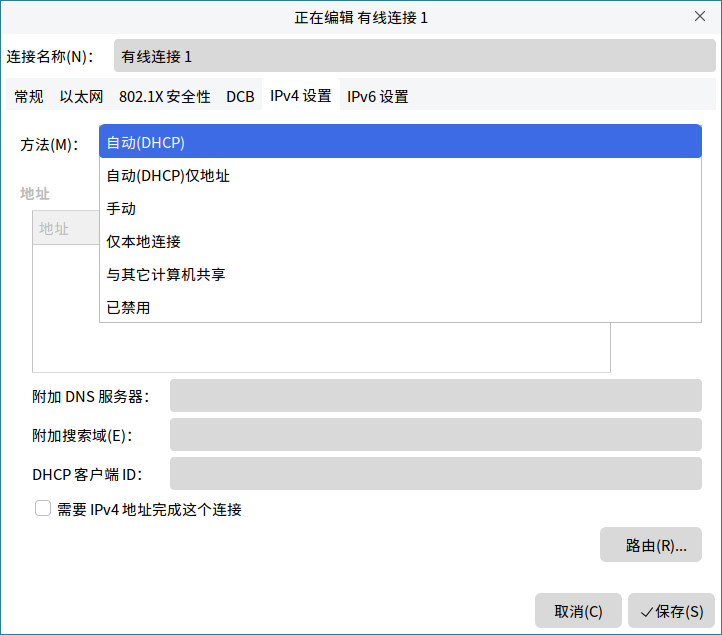 正在编辑 有线连接 1
连接名称(N)：
有线连接 1
常规 以太网 802.1X 安全性 DCB IPv4 设置 IPv6 设置
方法(M)：
自动(DHCP)
自动(DHCP)仅地址
手动
仅本地连接
与其它计算机共享
已禁用
地址
地址
附加 DNS 服务器：
附加搜索域(E)：
DHCP 客户端 ID：
需要 IPv4 地址完成这个连接
路由(R)...
取消(C)
保存(S)